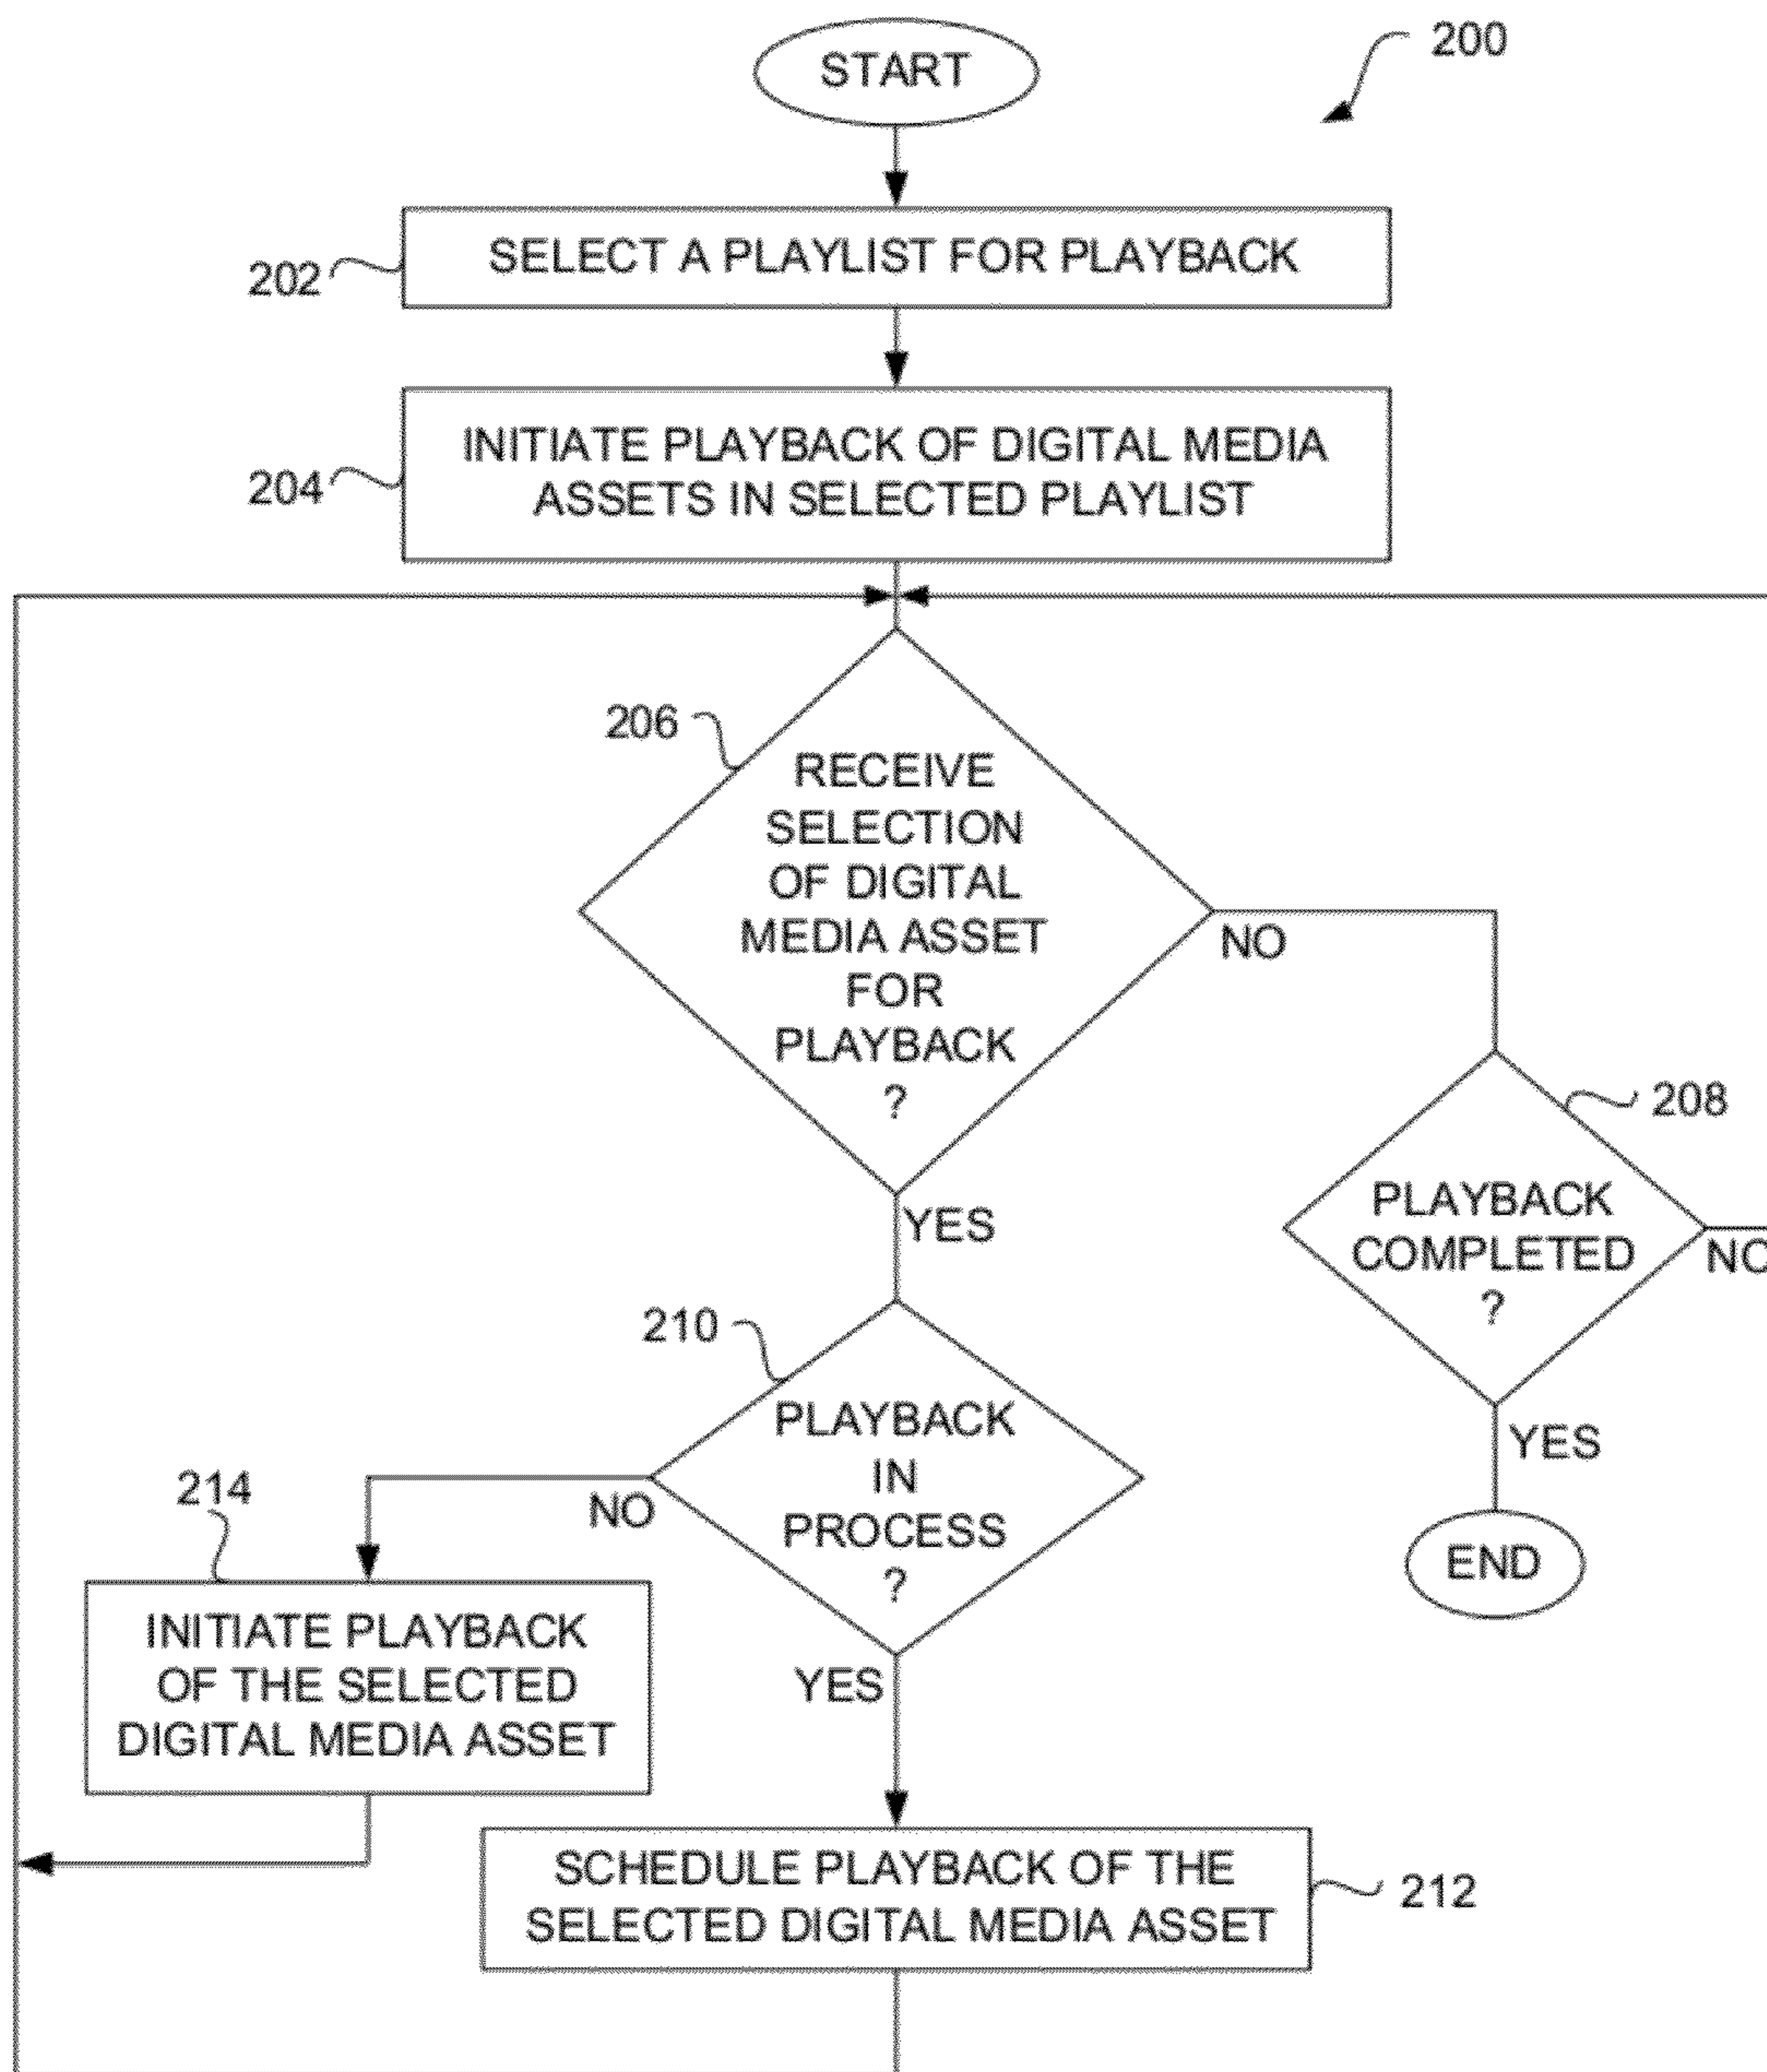 200
START
202
SELECT A PLAYLIST FOR PLAYBACK
204
INITIATE PLAYBACK OF DIGITAL MEDIA
ASSETS IN SELECTED PLAYLIST
206
RECEIVE
SELECTION
OF DIGITAL
MEDIA ASSET
FOR
PLAYBACK
?
NO
208
PLAYBACK
COMPLETED
?
NO
YES
END
YES
210
PLAYBACK
IN
PROCESS
?
NO
214
INITIATE PLAYBACK
OF THE SELECTED
DIGITAL MEDIA ASSET
YES
SCHEDULE PLAYBACK OF THE
SELECTED DIGITAL MEDIA ASSET
212